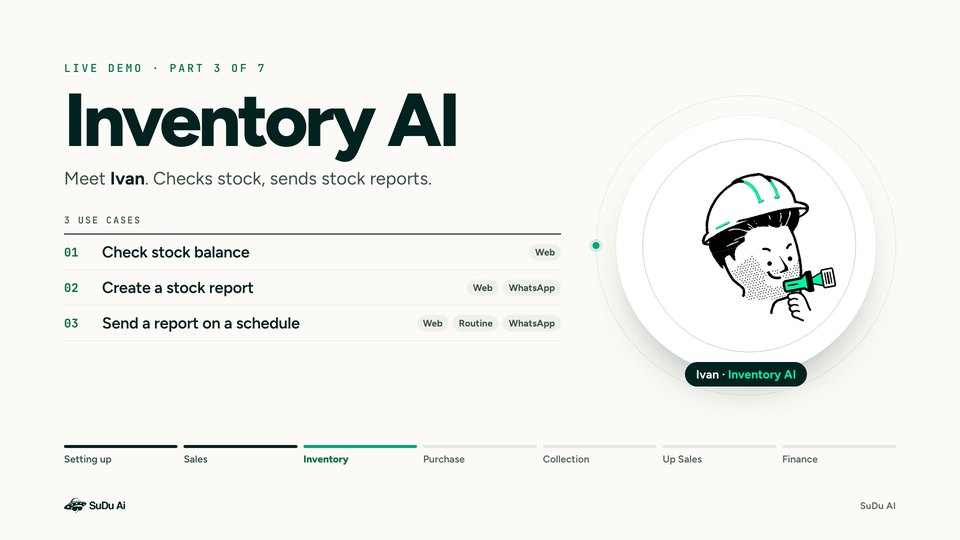 LIVE DEMO · PART 3 OF 7
Inventory AI
Meet Ivan. Checks stock, sends stock reports.
3 USE CASES
01 Check stock balance Web
02 Create a stock report Web WhatsApp
03 Send a report on a schedule Web Routine WhatsApp
Ivan · Inventory AI
Setting up Sales Inventory Purchase Collection Up Sales Finance
SuDu Ai
SuDu AI